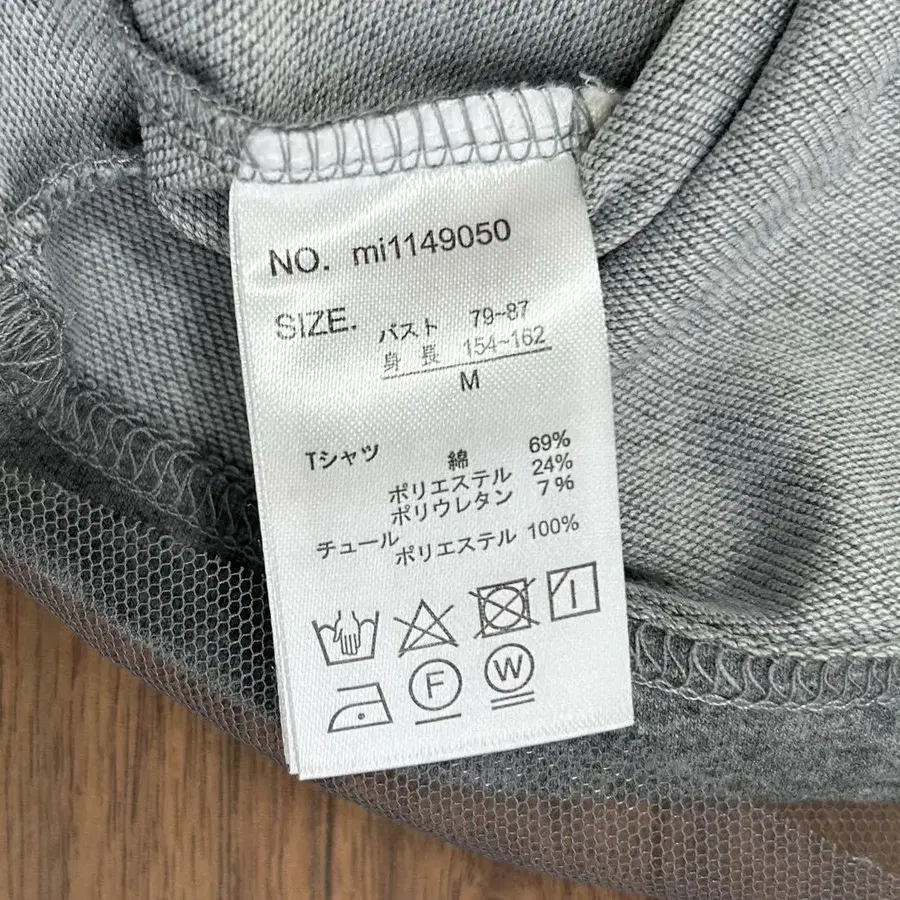 NO. mi1149050
SIZE. バスト 79~87
身 長 154~162
M
Tシャツ 綿 69%
ポリエステル 24%
ポリウレタン 7%
チュール ポリエステル 100%
F W